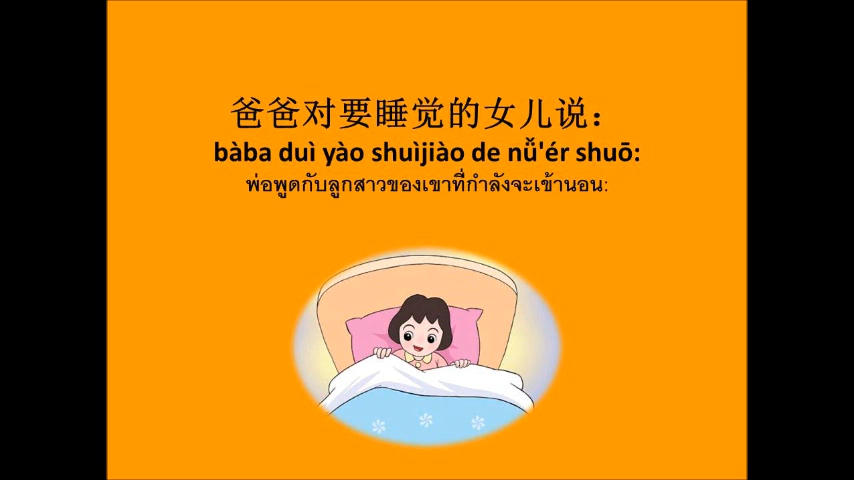 爸爸对要睡觉的女儿说：
bàba duì yào shuìjiào de nǚ'ér shuō:
พ่อพูดกับลูกสาวของเขาที่กำลังจะเข้านอน: